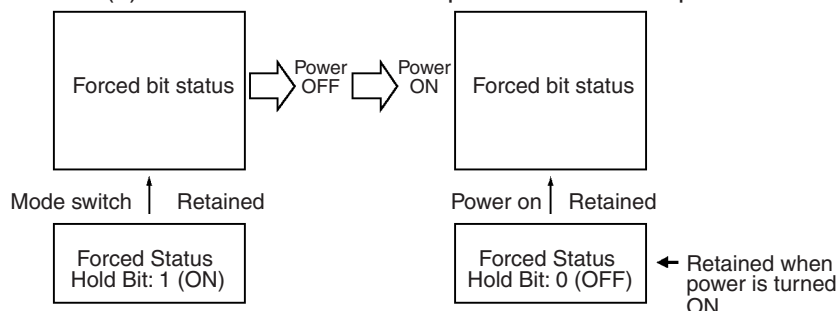 Forced bit status
Power
OFF
Power
ON
Forced bit status
Mode switch
Retained
Power on
Retained
Forced Status
Hold Bit: 1 (ON)
Forced Status
Hold Bit: 0 (OFF)
Retained when
power is turned
ON